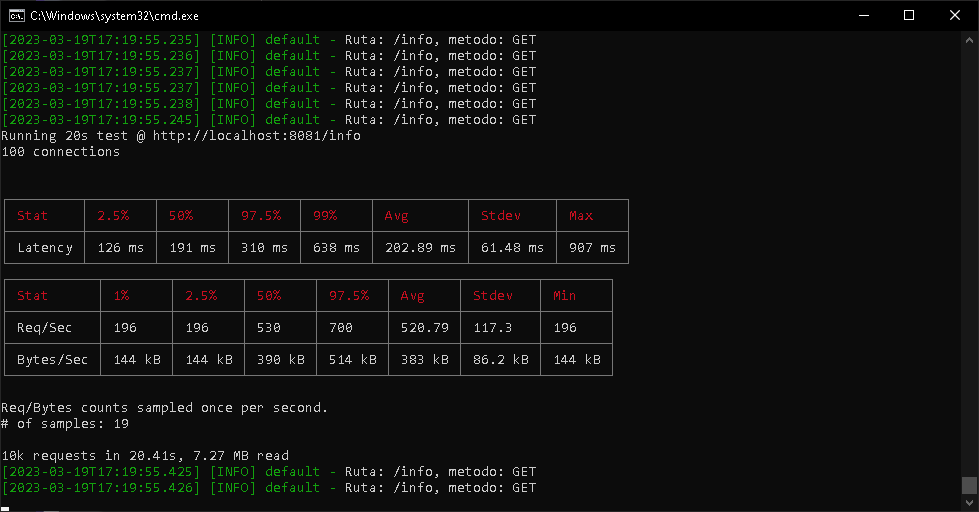 C:\Windows\system32\cmd.exe
[2023-03-19T17:19:55.235] [INFO] default - Ruta: /info, metodo: GET
[2023-03-19T17:19:55.236] [INFO] default - Ruta: /info, metodo: GET
[2023-03-19T17:19:55.237] [INFO] default - Ruta: /info, metodo: GET
[2023-03-19T17:19:55.237] [INFO] default - Ruta: /info, metodo: GET
[2023-03-19T17:19:55.238] [INFO] default - Ruta: /info, metodo: GET
[2023-03-19T17:19:55.245] [INFO] default - Ruta: /info, metodo: GET
Running 20s test @ http://localhost:8081/info
100 connections
Stat 2.5% 50% 97.5% 99% Avg Stdev Max
Latency 126 ms 191 ms 310 ms 638 ms 202.89 ms 61.48 ms 907 ms
Stat 1% 2.5% 50% 97.5% Avg Stdev Min
Req/Sec 196 196 530 700 520.79 117.3 196
Bytes/Sec 144 kB 144 kB 390 kB 514 kB 383 kB 86.2 kB 144 kB
Req/Bytes counts sampled once per second.
# of samples: 19
10k requests in 20.41s, 7.27 MB read
[2023-03-19T17:19:55.425] [INFO] default - Ruta: /info, metodo: GET
[2023-03-19T17:19:55.426] [INFO] default - Ruta: /info, metodo: GET